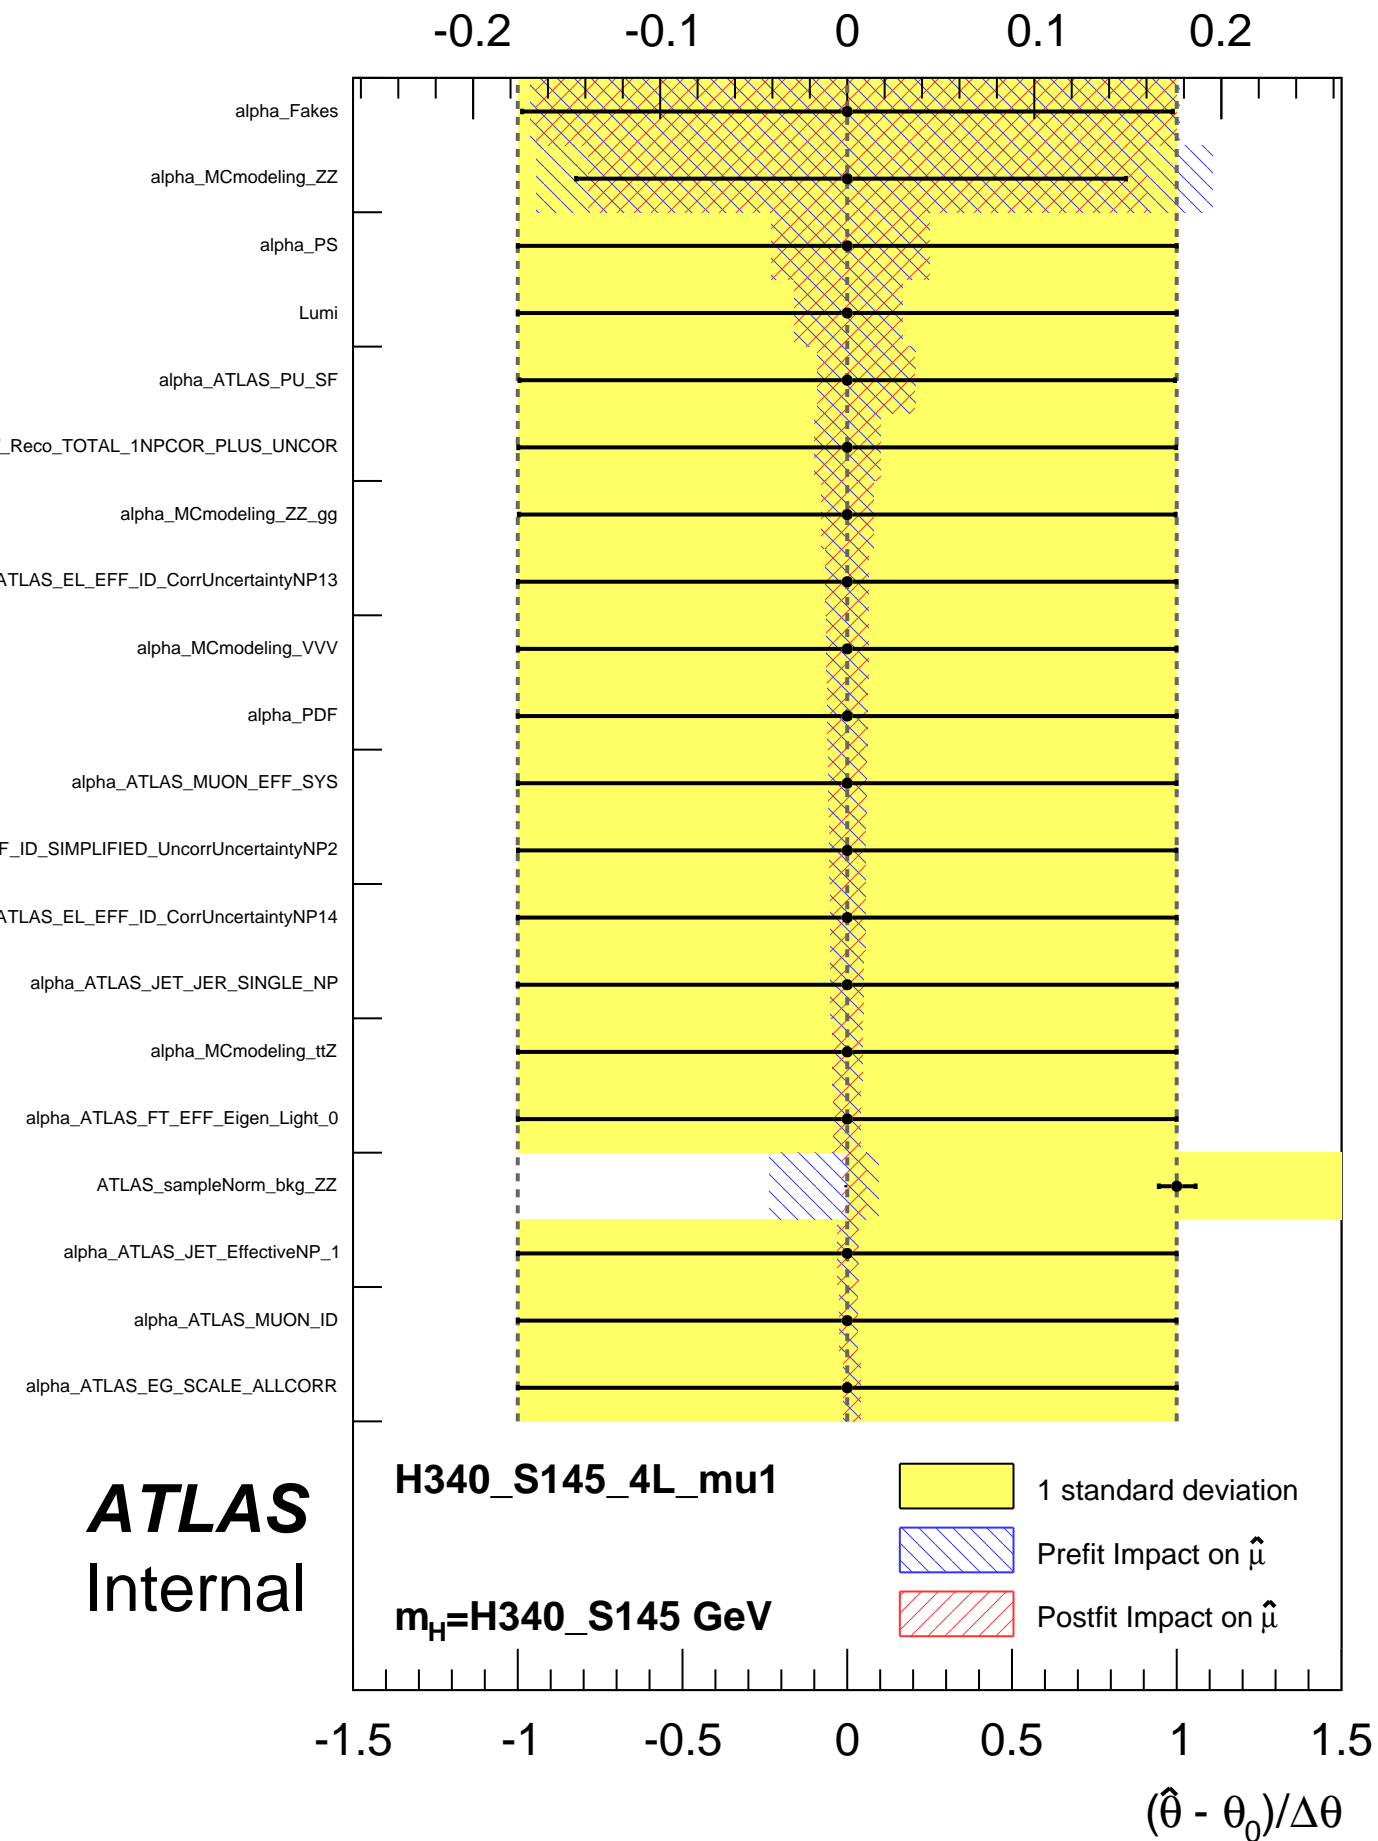 -0.2 -0.1 0 0.1 0.2
alpha_Fakes
alpha_MCmodeling_ZZ
alpha_PS
Lumi
alpha_ATLAS_PU_SF
_Reco_TOTAL_1NPCOR_PLUS_UNCOR
alpha_MCmodeling_ZZ_gg
ATLAS_EL_EFF_ID_CorrUncertaintyNP13
alpha_MCmodeling_VVV
alpha_PDF
alpha_ATLAS_MUON_EFF_SYS
F_ID_SIMPLIFIED_UncorrUncertaintyNP2
ATLAS_EL_EFF_ID_CorrUncertaintyNP14
alpha_ATLAS_JET_JER_SINGLE_NP
alpha_MCmodeling_ttZ
alpha_ATLAS_FT_EFF_Eigen_Light_0
ATLAS_sampleNorm_bkg_ZZ
alpha_ATLAS_JET_EffectiveNP_1
alpha_ATLAS_MUON_ID
alpha_ATLAS_EG_SCALE_ALLCORR
ATLAS
Internal
H340_S145_4L_mu1
m_H=H340_S145 GeV
1 standard deviation
Prefit Impact on μ̂
Postfit Impact on μ̂
-1.5 -1 -0.5 0 0.5 1 1.5
(θ̂ - θ₀)/Δθ